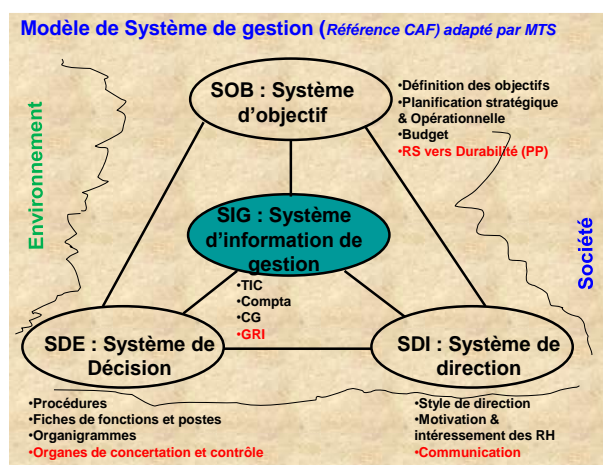 Modèle de Système de gestion (Référence CAF) adapté par MTS
SOB : Système
d'objectif
•Définition des objectifs
•Planification stratégique
& Opérationnelle
•Budget
•RS vers Durabilité (PP)
Environnement
Société
SIG : Système
d'information de
gestion
•TIC
•Compta
•CG
•GRI
SDE : Système de
Décision
SDI : Système de
direction
•Procédures
•Fiches de fonctions et postes
•Organigrammes
•Organes de concertation et contrôle
•Style de direction
•Motivation &
intéressement des RH
•Communication